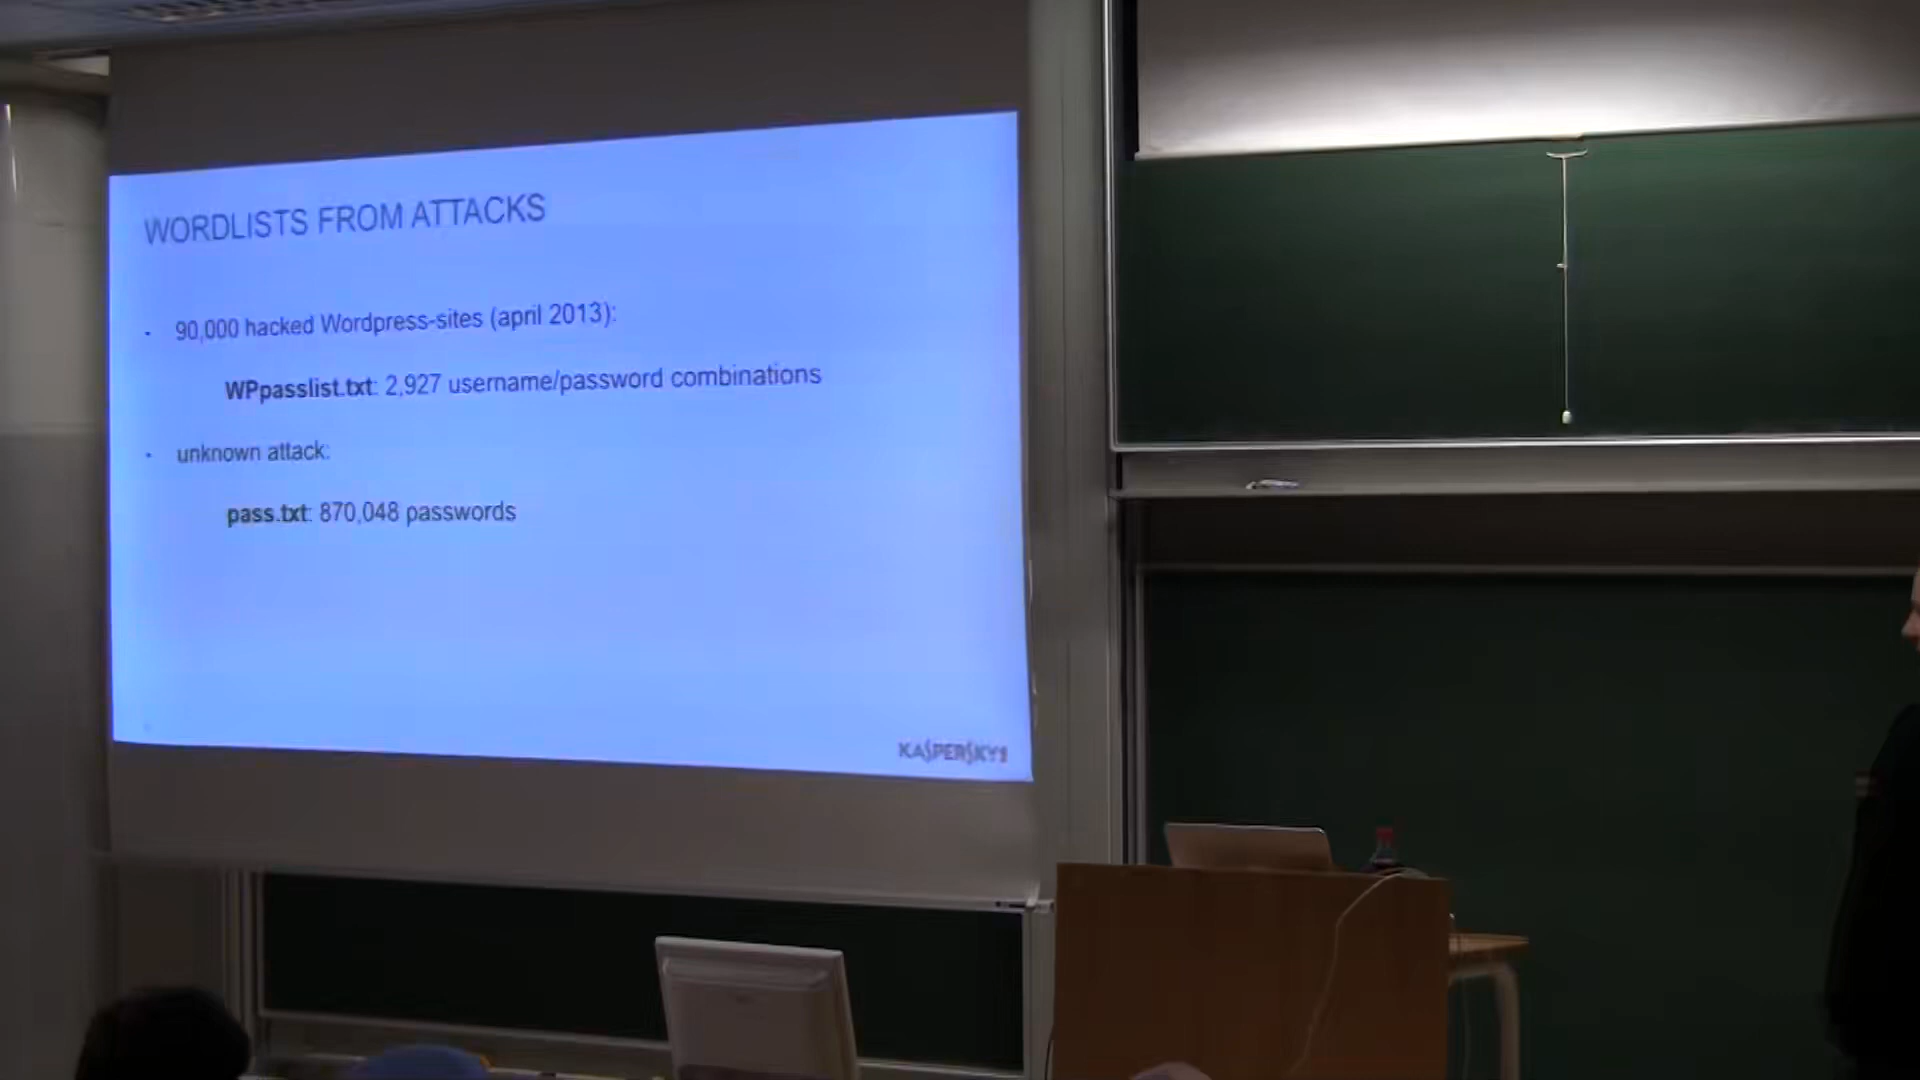 WORDLISTS FROM ATTACKS
- 90,000 hacked Wordpress-sites (april 2013):
WPpasslist.txt: 2,927 username/password combinations
- unknown attack:
pass.txt: 870,048 passwords
KASPERSKY